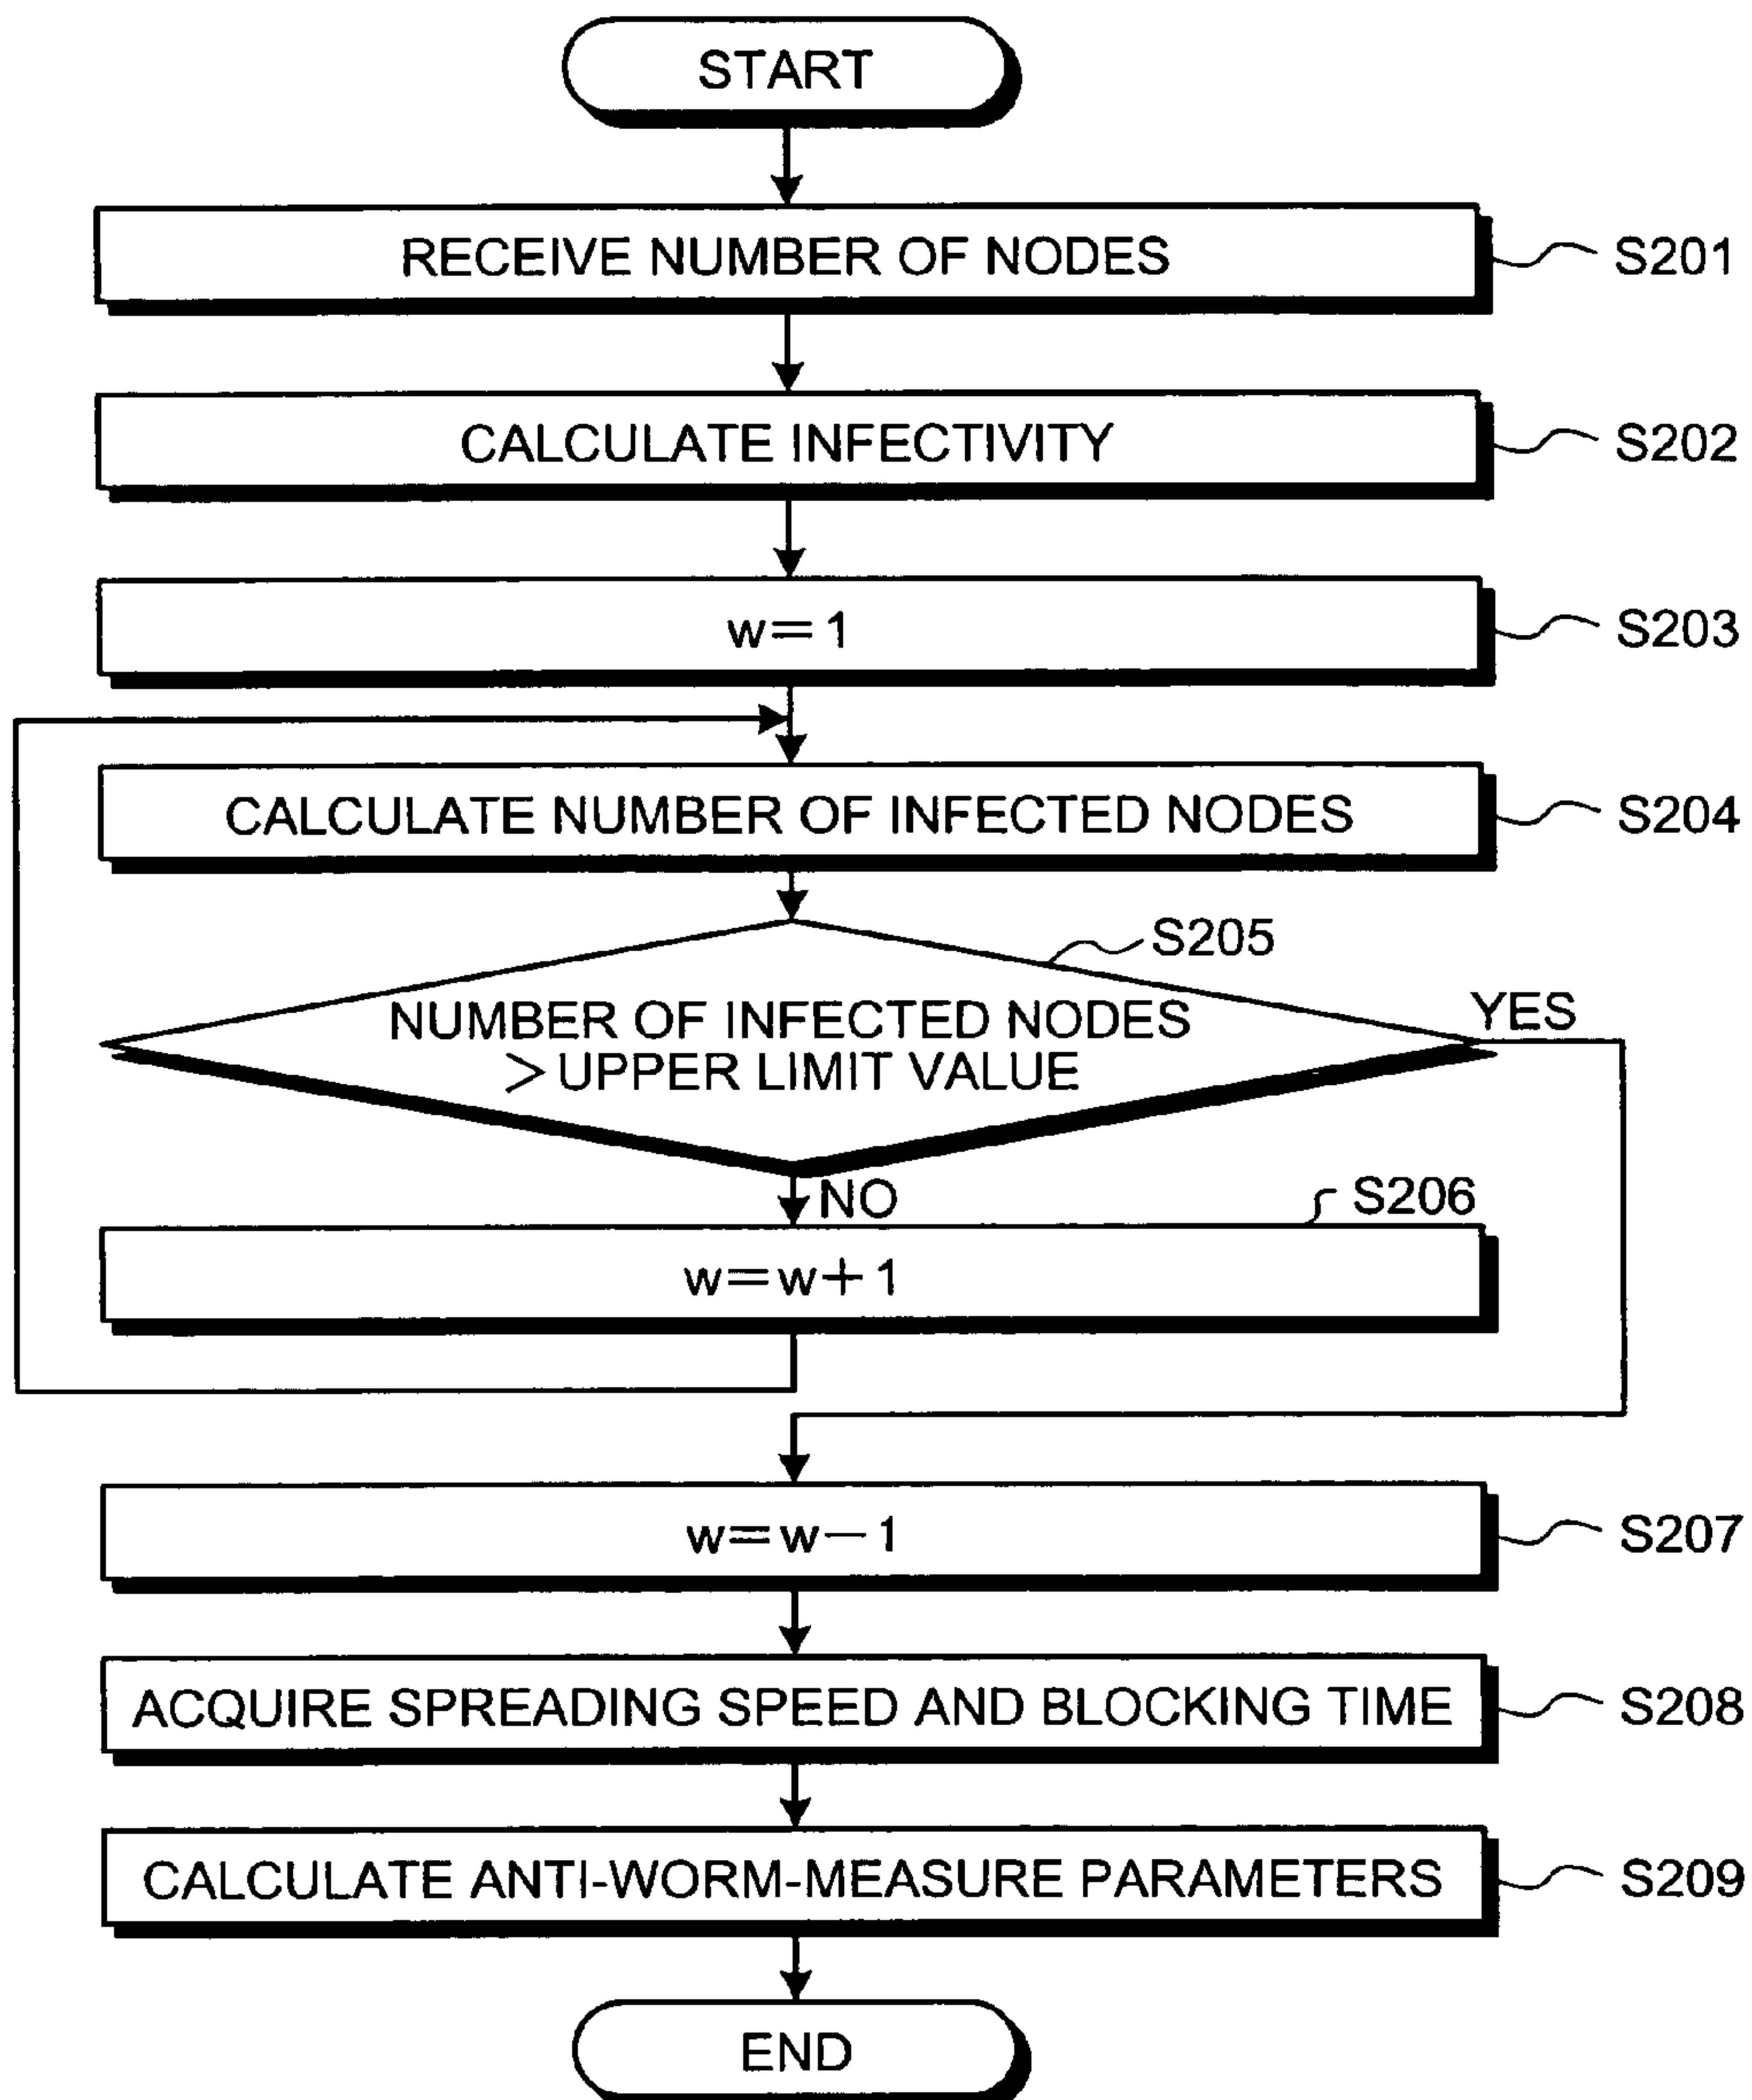 START
RECEIVE NUMBER OF NODES
S201
CALCULATE INFECTIVITY
S202
w=1
S203
CALCULATE NUMBER OF INFECTED NODES
S204
S205
NUMBER OF INFECTED NODES
>UPPER LIMIT VALUE
YES
NO
S206
w=w+1
w=w−1
S207
ACQUIRE SPREADING SPEED AND BLOCKING TIME
S208
CALCULATE ANTI-WORM-MEASURE PARAMETERS
S209
END